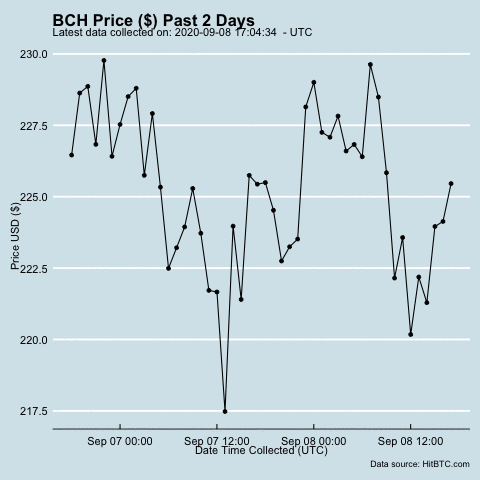 BCH Price ($) Past 2 Days
Latest data collected on: 2020-09-08 17:04:34 - UTC
230.0
227.5
225.0
222.5
220.0
217.5
Price USD ($)
Sep 07 00:00 Sep 07 12:00 Sep 08 00:00 Sep 08 12:00
Date Time Collected (UTC)
Data source: HitBTC.com